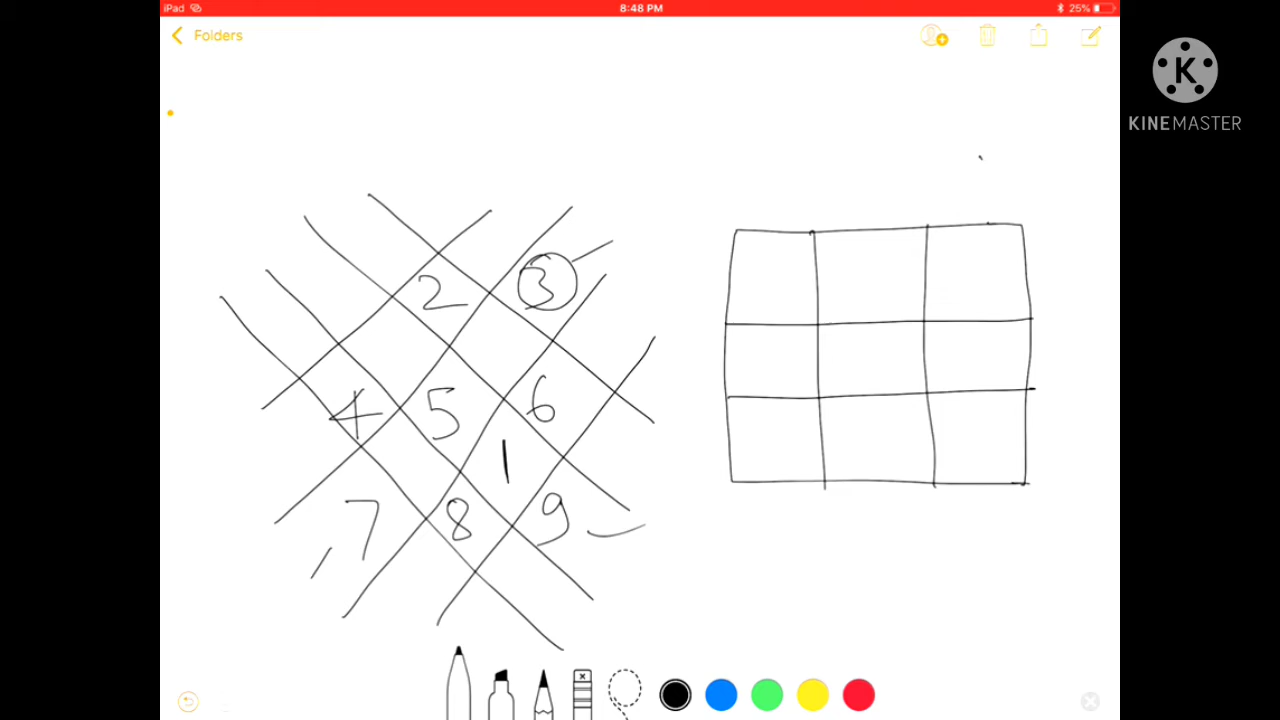 iPad
8:48 PM
25%
Folders
K
KINEMASTER
2 3
4 5 6
1
7 8 9